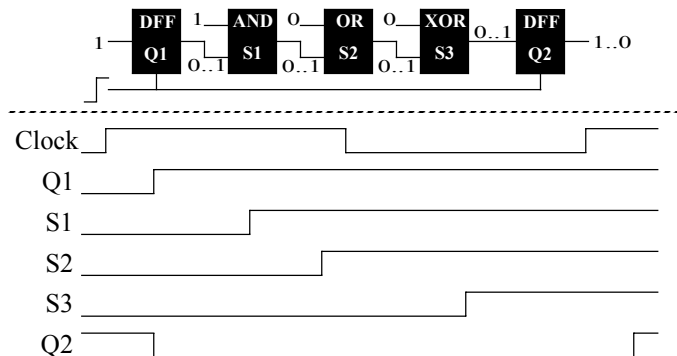 DFF AND OR XOR DFF
1 0 0 0..1
1 Q1 S1 S2 S3 Q2 1..0
0..1 0..1 0..1
Clock
Q1
S1
S2
S3
Q2